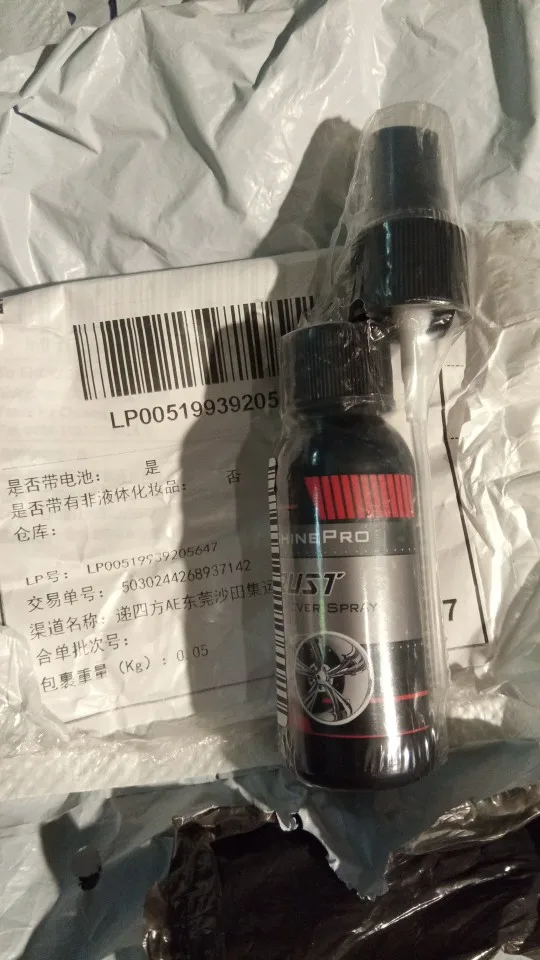 LP00519939205
是否带电池： 是 否
是否带有非液体化妆品：
仓库：
LP号： LP00519939205647
交易单号： 5030244268937142
渠道名称：递四方AE东莞沙田集运
合单批次号：
包裹重量（Kg）：0.05
7
HINEPRO
UST
VER SPRAY